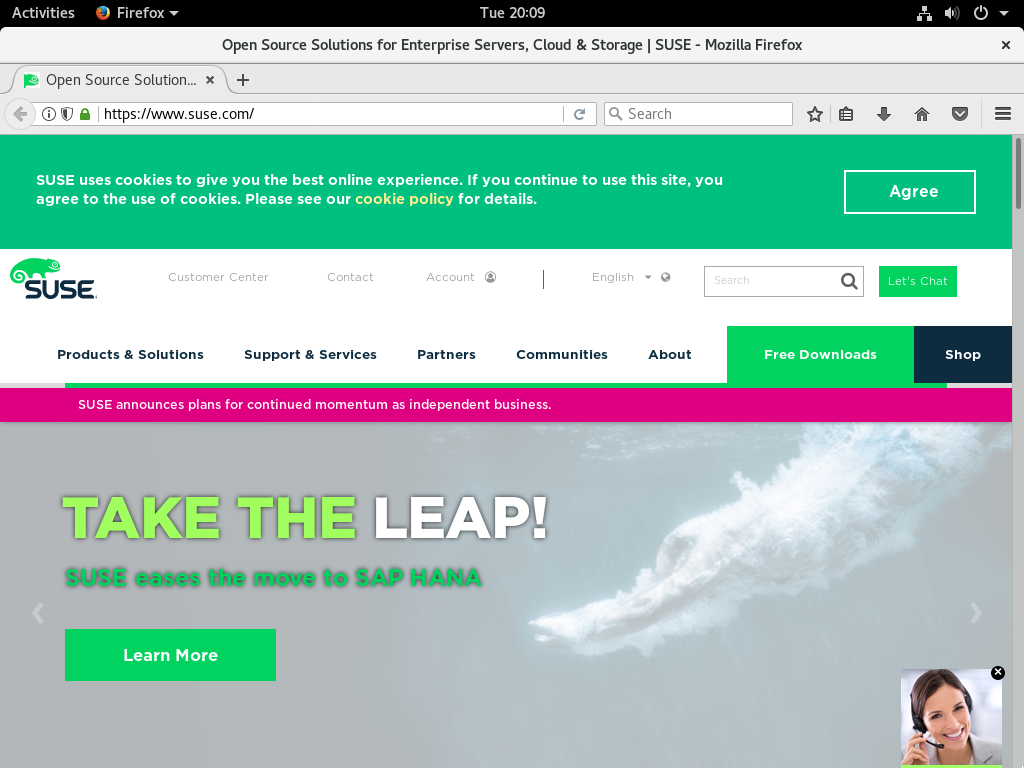 Activities Firefox Tue 20:09
Open Source Solutions for Enterprise Servers, Cloud & Storage | SUSE - Mozilla Firefox
Open Source Solution...
https://www.suse.com/ Search
SUSE uses cookies to give you the best online experience. If you continue to use this site, you
agree to the use of cookies. Please see our cookie policy for details.
Agree
SUSE
Customer Center Contact Account English Search Let's Chat
Products & Solutions Support & Services Partners Communities About Free Downloads Shop
SUSE announces plans for continued momentum as independent business.
TAKE THE LEAP!
SUSE eases the move to SAP HANA
Learn More